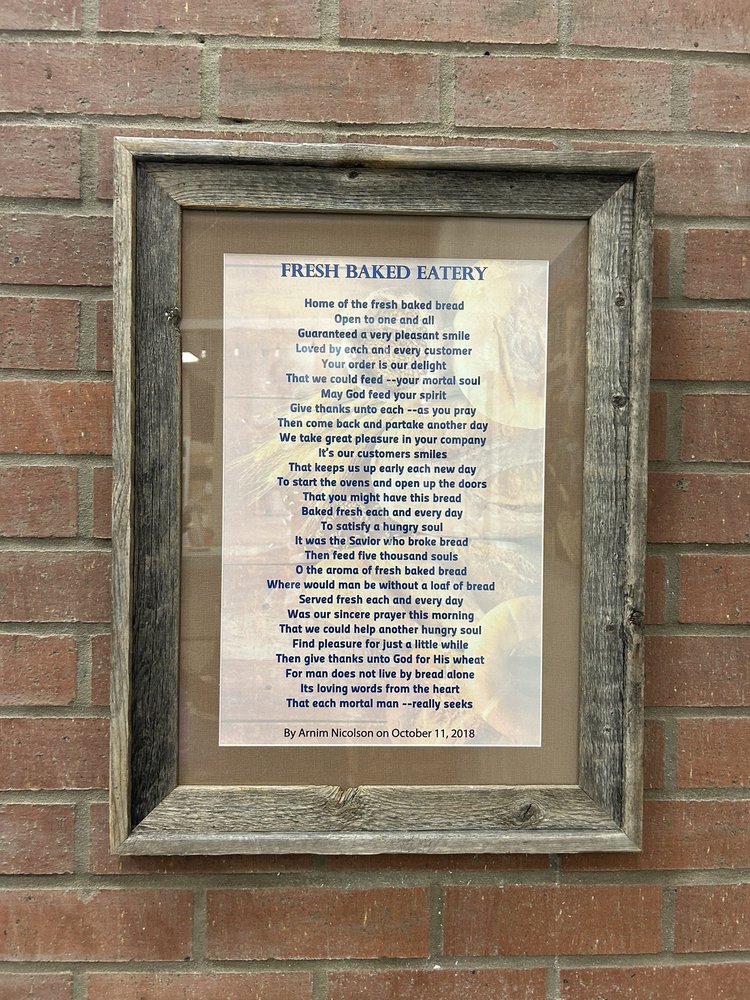 FRESH BAKED EATERY
Home of the fresh baked bread
Open to one and all
Guaranteed a very pleasant smile
Loved by each and every customer
Your order is our delight
That we could feed --your mortal soul
May God feed your spirit
Give thanks unto each --as you pray
Then come back and partake another day
We take great pleasure in your company
It's our customers smiles
That keeps us up early each new day
To start the ovens and open up the doors
That you might have this bread
Baked fresh each and every day
To satisfy a hungry soul
It was the Savior who broke bread
Then feed five thousand souls
O the aroma of fresh baked bread
Where would man be without a loaf of bread
Served fresh each and every day
Was our sincere prayer this morning
That we could help another hungry soul
Find pleasure for just a little while
Then give thanks unto God for His wheat
For man does not live by bread alone
Its loving words from the heart
That each mortal man --really seeks
By Arnim Nicolson on October 11, 2018